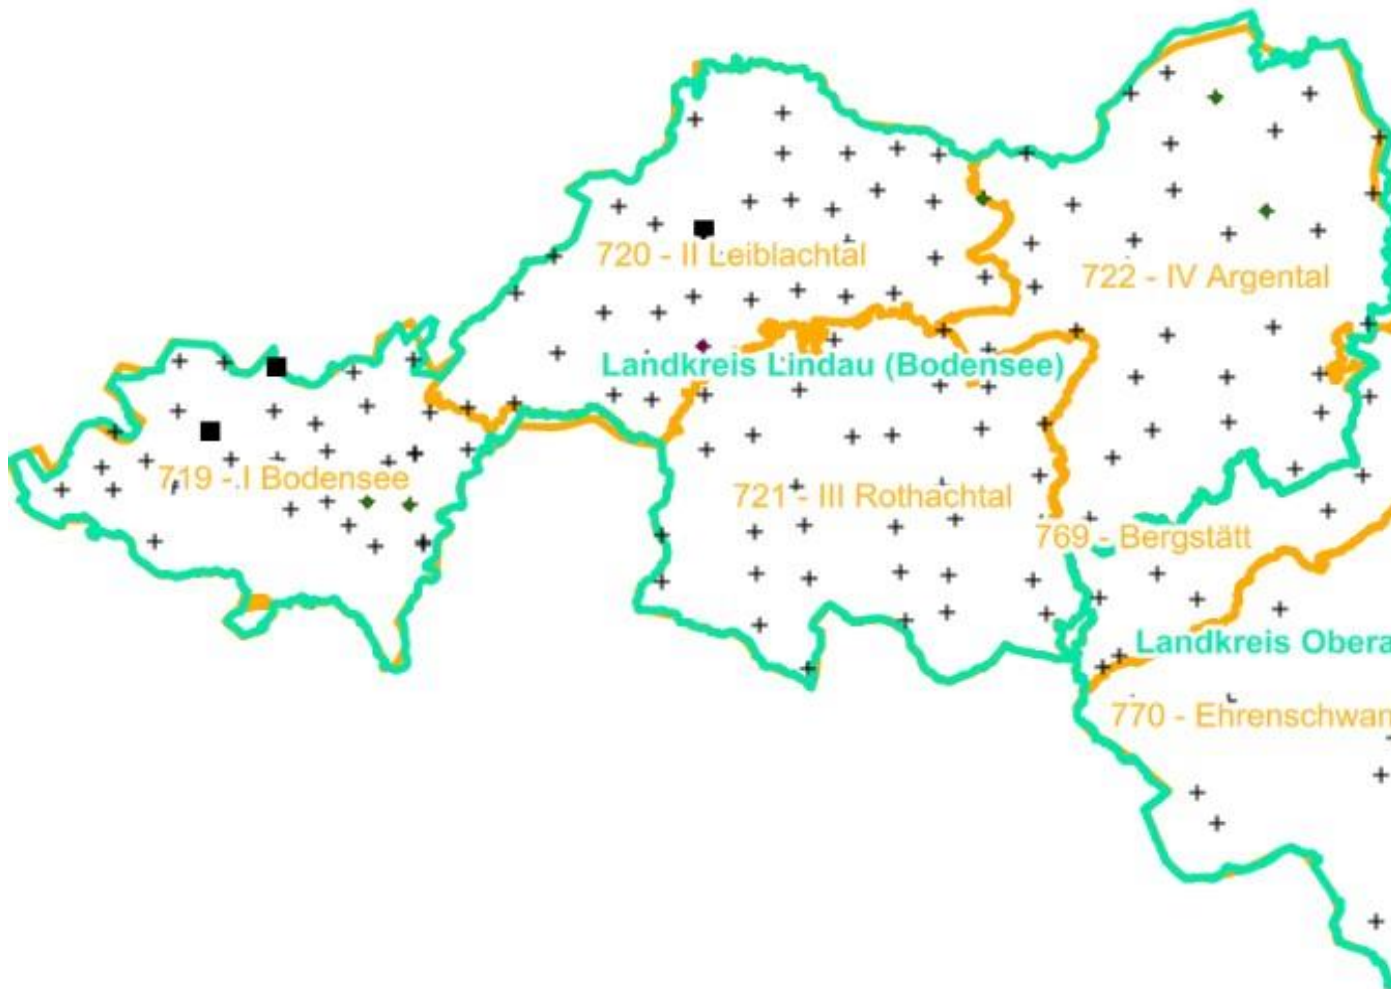 720 - II Leiblachtal
722 - IV Argental
Landkreis Lindau (Bodensee)
719 - I Bodensee
721 - III Rothachtal
769 - Bergstätt
Landkreis Obera
770 - Ehrenschwan